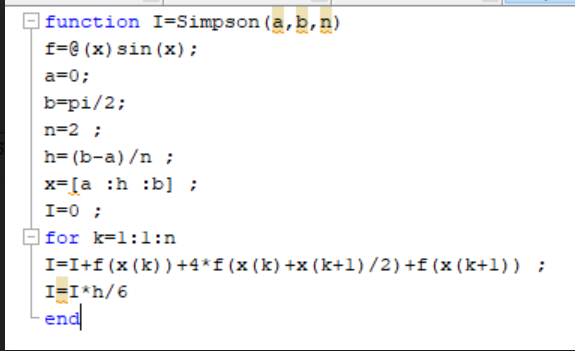 function I=Simpson(a,b,n)
f=@(x)sin(x);
a=0;
b=pi/2;
n=2 ;
h=(b-a)/n ;
x=[a :h :b] ;
I=0 ;
for k=1:1:n
I=I+f(x(k))+4*f(x(k)+x(k+1)/2)+f(x(k+1)) ;
I=I*h/6
end